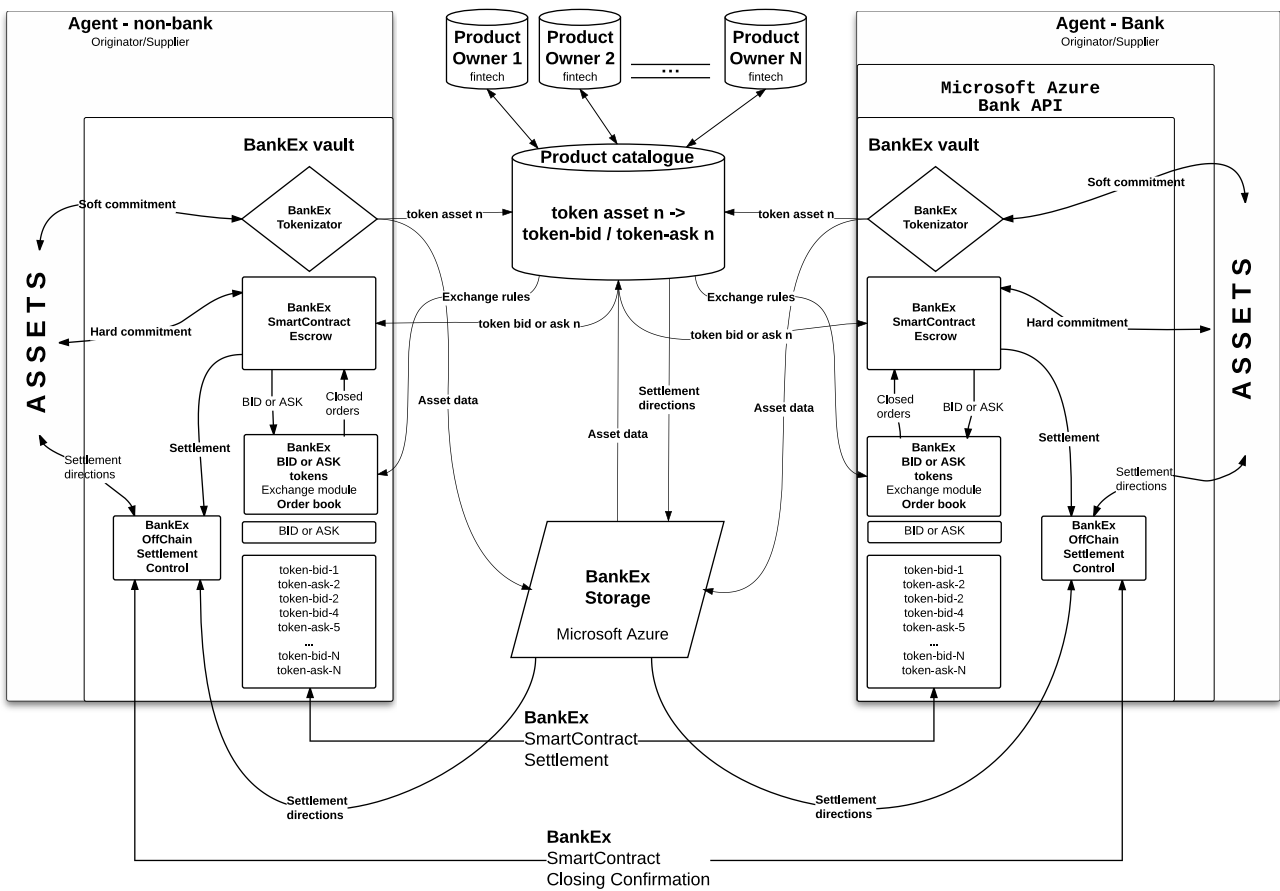 Agent - non-bank
Originator/Supplier
Product
Owner 1
fintech
Product
Owner 2
fintech
...
Product
Owner N
fintech
Agent - Bank
Originator/Supplier
Microsoft Azure
Bank API
BankEx vault
Product catalogue
BankEx vault
Soft commitment
BankEx
Tokenizator
token asset n
token asset n ->
token-bid / token-ask n
token asset n
BankEx
Tokenizator
Soft commitment
ASSETS
Hard commitment
BankEx
SmartContract
Escrow
Exchange rules
token bid or ask n
Exchange rules
token bid or ask n
BankEx
SmartContract
Escrow
Hard commitment
ASSETS
BID or ASK
Closed
orders
Asset data
Asset data
Settlement
directions
Asset data
Closed
orders
BID or ASK
Settlement
Settlement
directions
BankEx
BID or ASK
tokens
Exchange module
Order book
BankEx
BID or ASK
tokens
Exchange module
Order book
Settlement
Settlement
directions
BankEx
OffChain
Settlement
Control
BID or ASK
BID or ASK
BankEx
OffChain
Settlement
Control
token-bid-1
token-ask-2
token-bid-2
token-bid-4
token-ask-5
...
token-bid-N
token-ask-N
BankEx
Storage
Microsoft Azure
token-bid-1
token-ask-2
token-bid-2
token-bid-4
token-ask-5
...
token-bid-N
token-ask-N
BankEx
SmartContract
Settlement
Settlement
directions
Settlement
directions
BankEx
SmartContract
Closing Confirmation